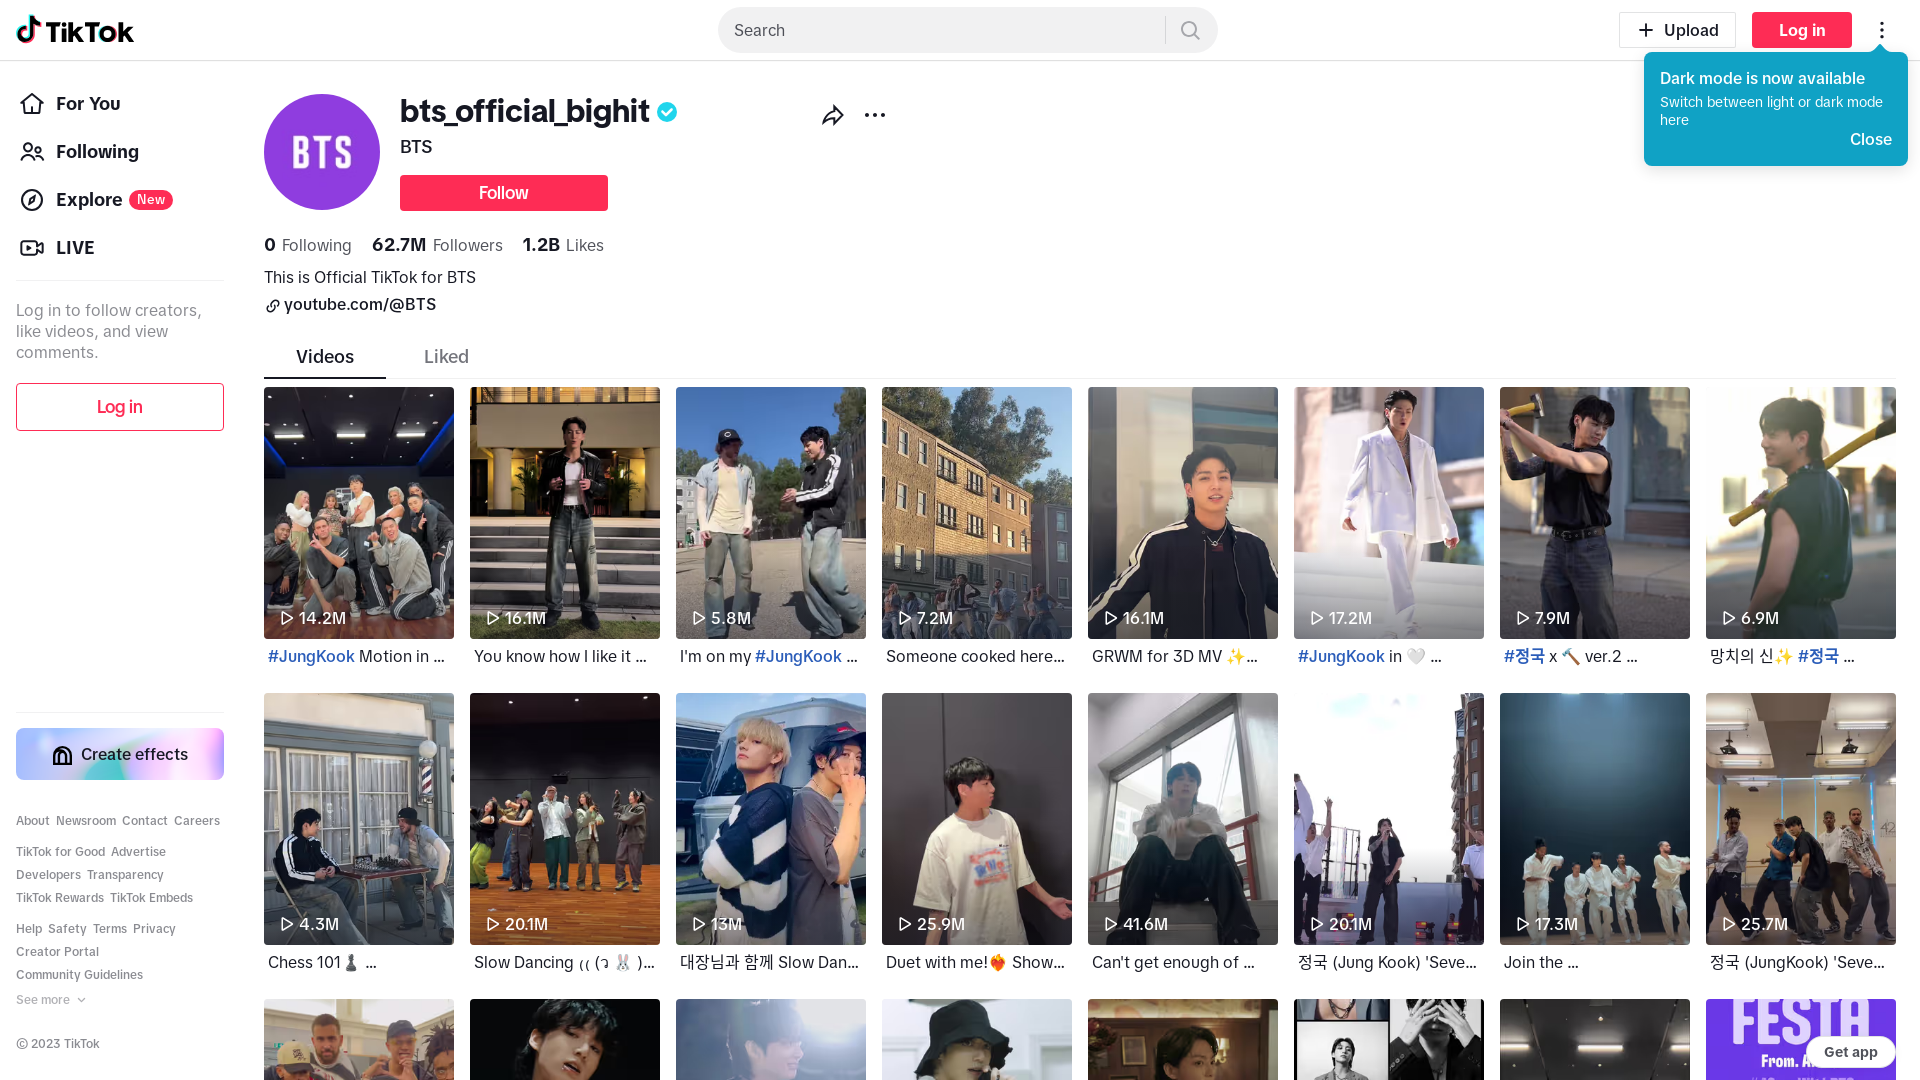 TikTok
Search
Upload
Log in
Dark mode is now available
Switch between light or dark mode
here
Close
For You
Following
Explore New
LIVE
Log in to follow creators,
like videos, and view
comments.
Log in
Create effects
About Newsroom Contact Careers
TikTok for Good Advertise
Developers Transparency
TikTok Rewards TikTok Embeds
Help Safety Terms Privacy
Creator Portal
Community Guidelines
See more
© 2023 TikTok
BTS
bts_official_bighit
BTS
Follow
0 Following 62.7M Followers 1.2B Likes
This is Official TikTok for BTS
youtube.com/@BTS
Videos Liked
14.2M
16.1M
5.8M
7.2M
16.1M
17.2M
7.9M
6.9M
#JungKook Motion in ...
You know how I like it ...
I'm on my #JungKook ...
Someone cooked here...
GRWM for 3D MV ✨...
#JungKook in 🤍 ...
#정국 x 🔨 ver.2 ...
망치의 신✨ #정국 ...
4.3M
20.1M
13M
25.9M
41.6M
20.1M
17.3M
25.7M
Chess 101♟️ ...
Slow Dancing ₍₍ (ว 🐰 )...
대장님과 함께 Slow Dan...
Duet with me!❤️‍🔥 Show...
Can't get enough of ...
정국 (Jung Kook) 'Seve...
Join the ...
정국 (JungKook) 'Seve...
FESTA
From.
Get app